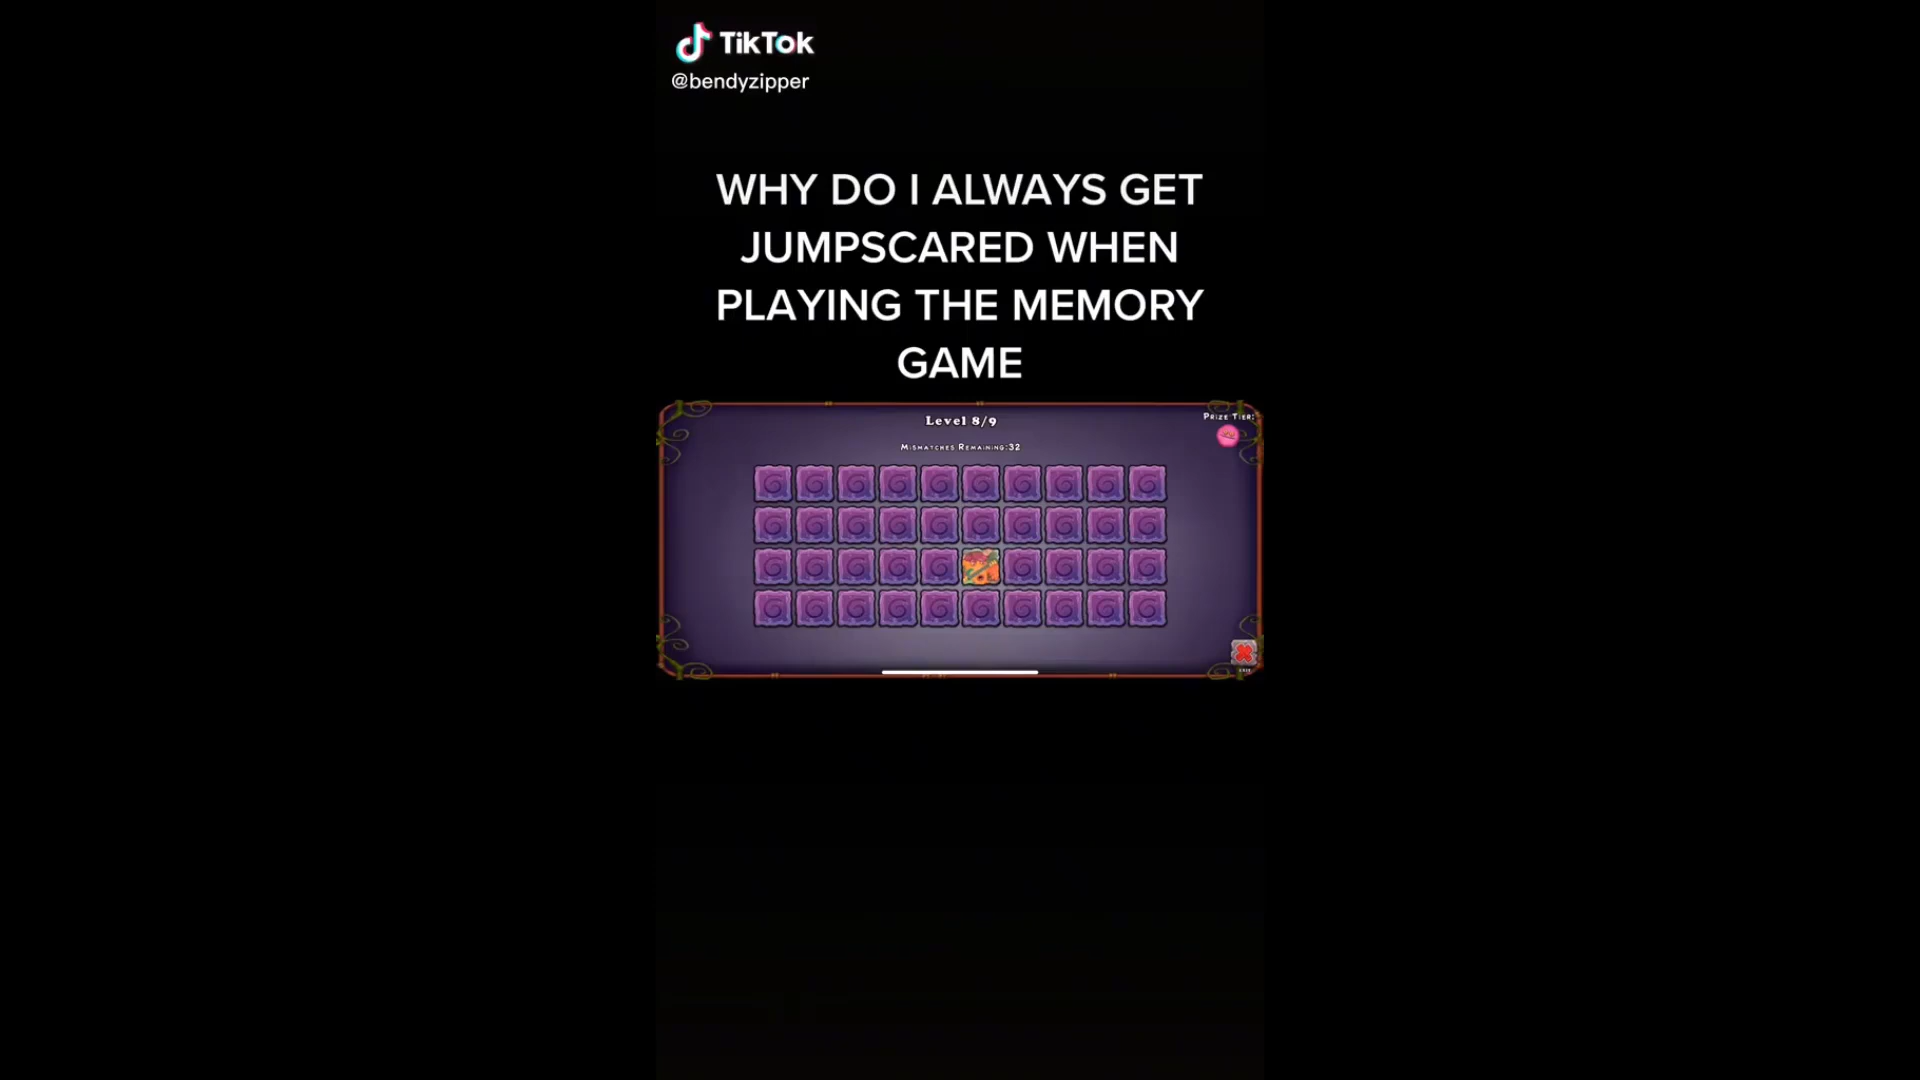 TikTok
@bendyzipper
WHY DO I ALWAYS GET
JUMPSCARED WHEN
PLAYING THE MEMORY
GAME
Level 8/9
Prize Tier:
Mismatches Remaining:32